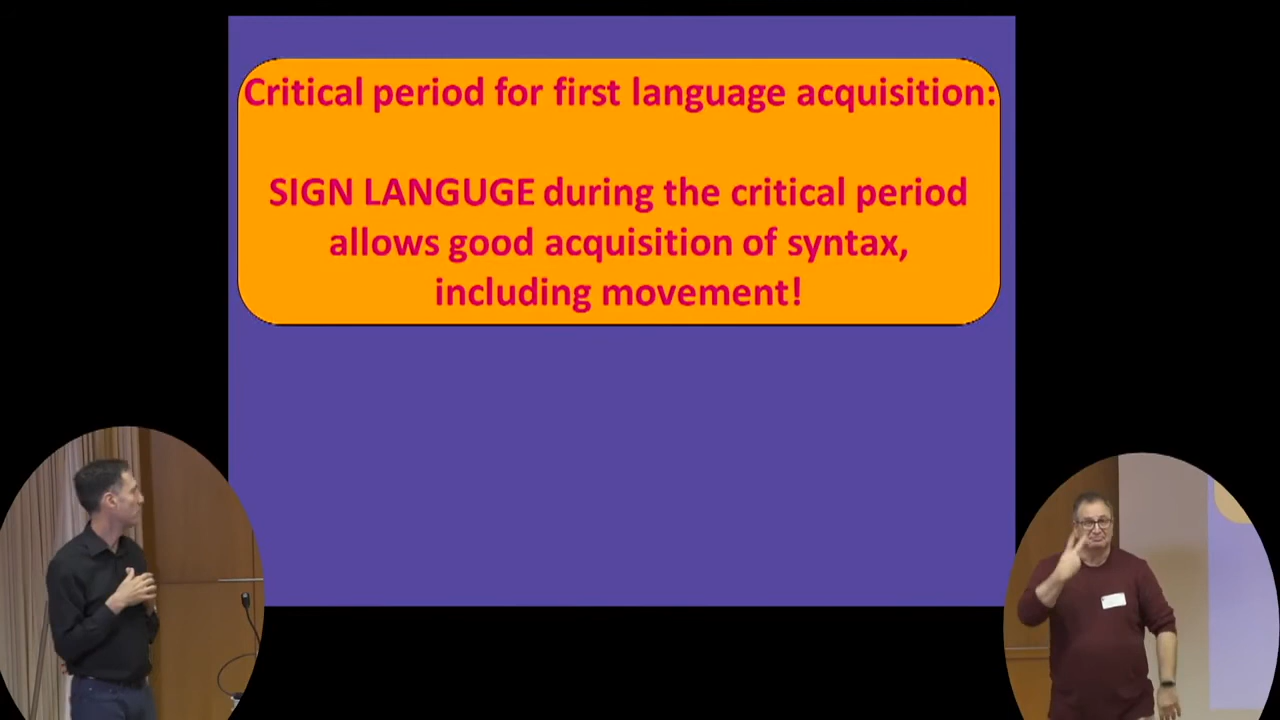 Critical period for first language acquisition:
SIGN LANGUGE during the critical period
allows good acquisition of syntax,
including movement!